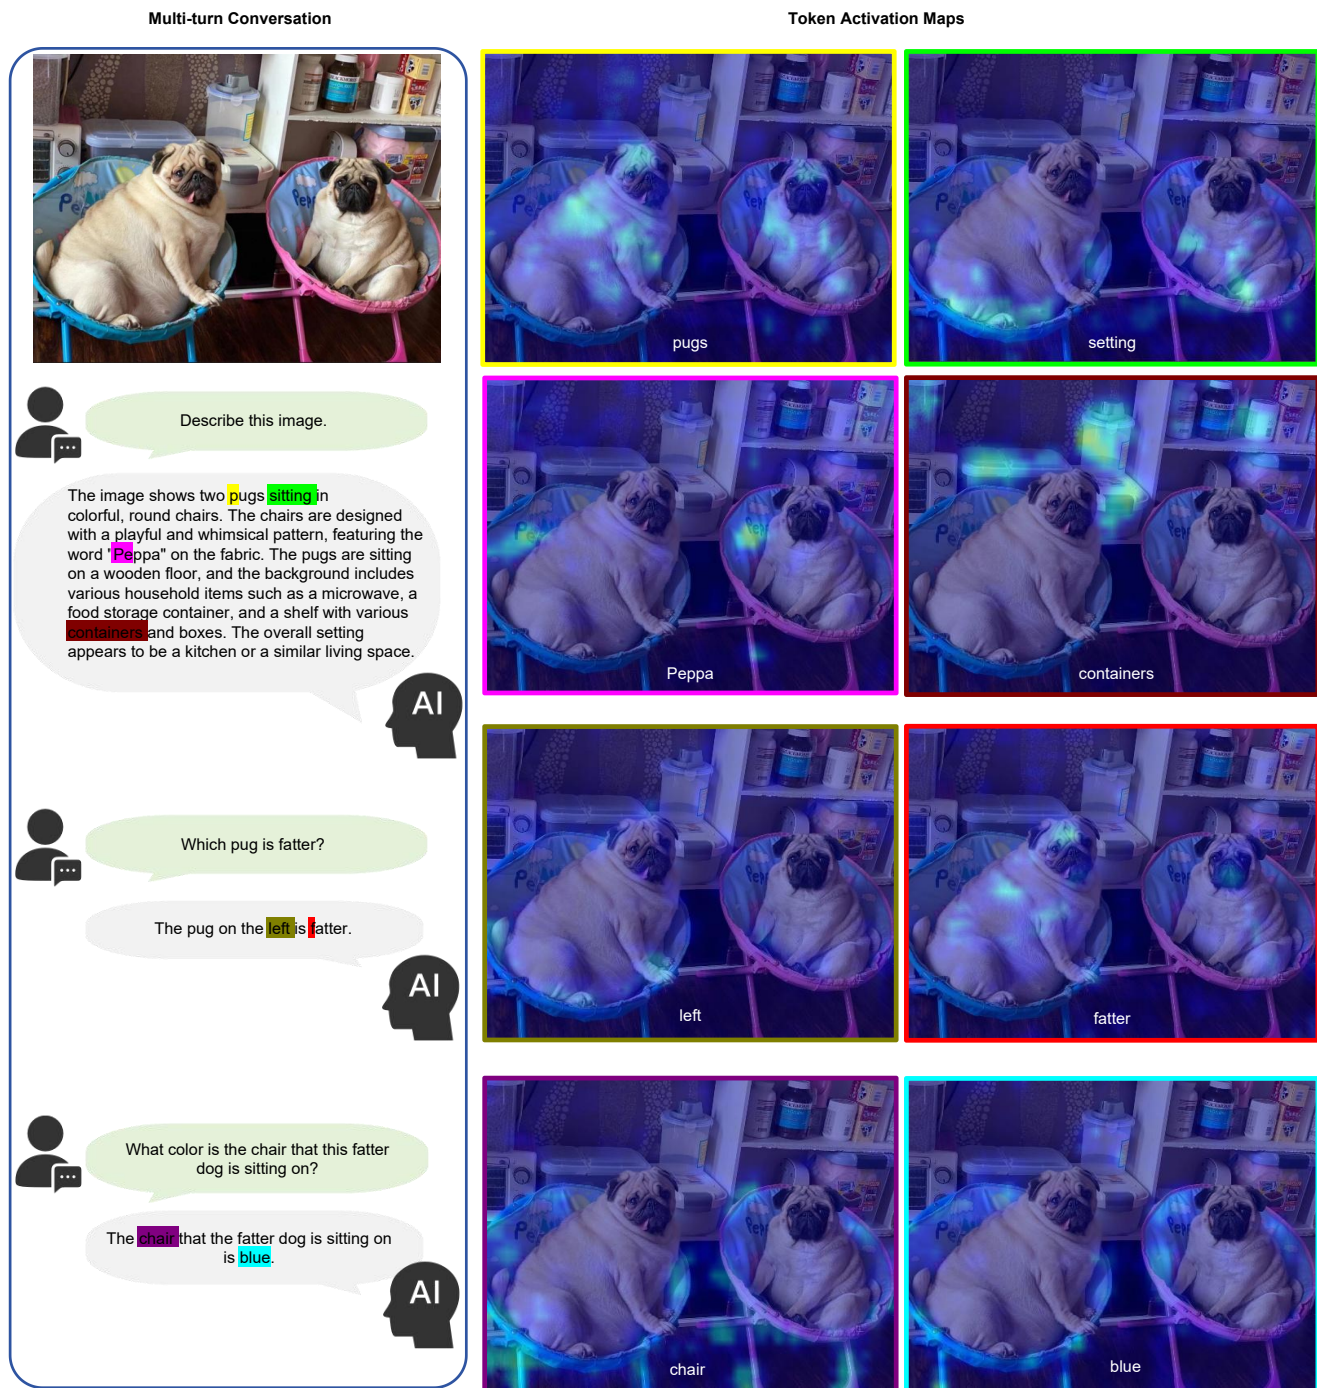 Multi-turn Conversation
Token Activation Maps
Describe this image.
The image shows two pugs sitting in
colorful, round chairs. The chairs are designed
with a playful and whimsical pattern, featuring the
word "Peppa" on the fabric. The pugs are sitting
on a wooden floor, and the background includes
various household items such as a microwave, a
food storage container, and a shelf with various
containers and boxes. The overall setting
appears to be a kitchen or a similar living space.
AI
Which pug is fatter?
The pug on the left is fatter.
AI
What color is the chair that this fatter
dog is sitting on?
The chair that the fatter dog is sitting on
is blue.
AI
pugs
setting
Peppa
containers
left
fatter
chair
blue